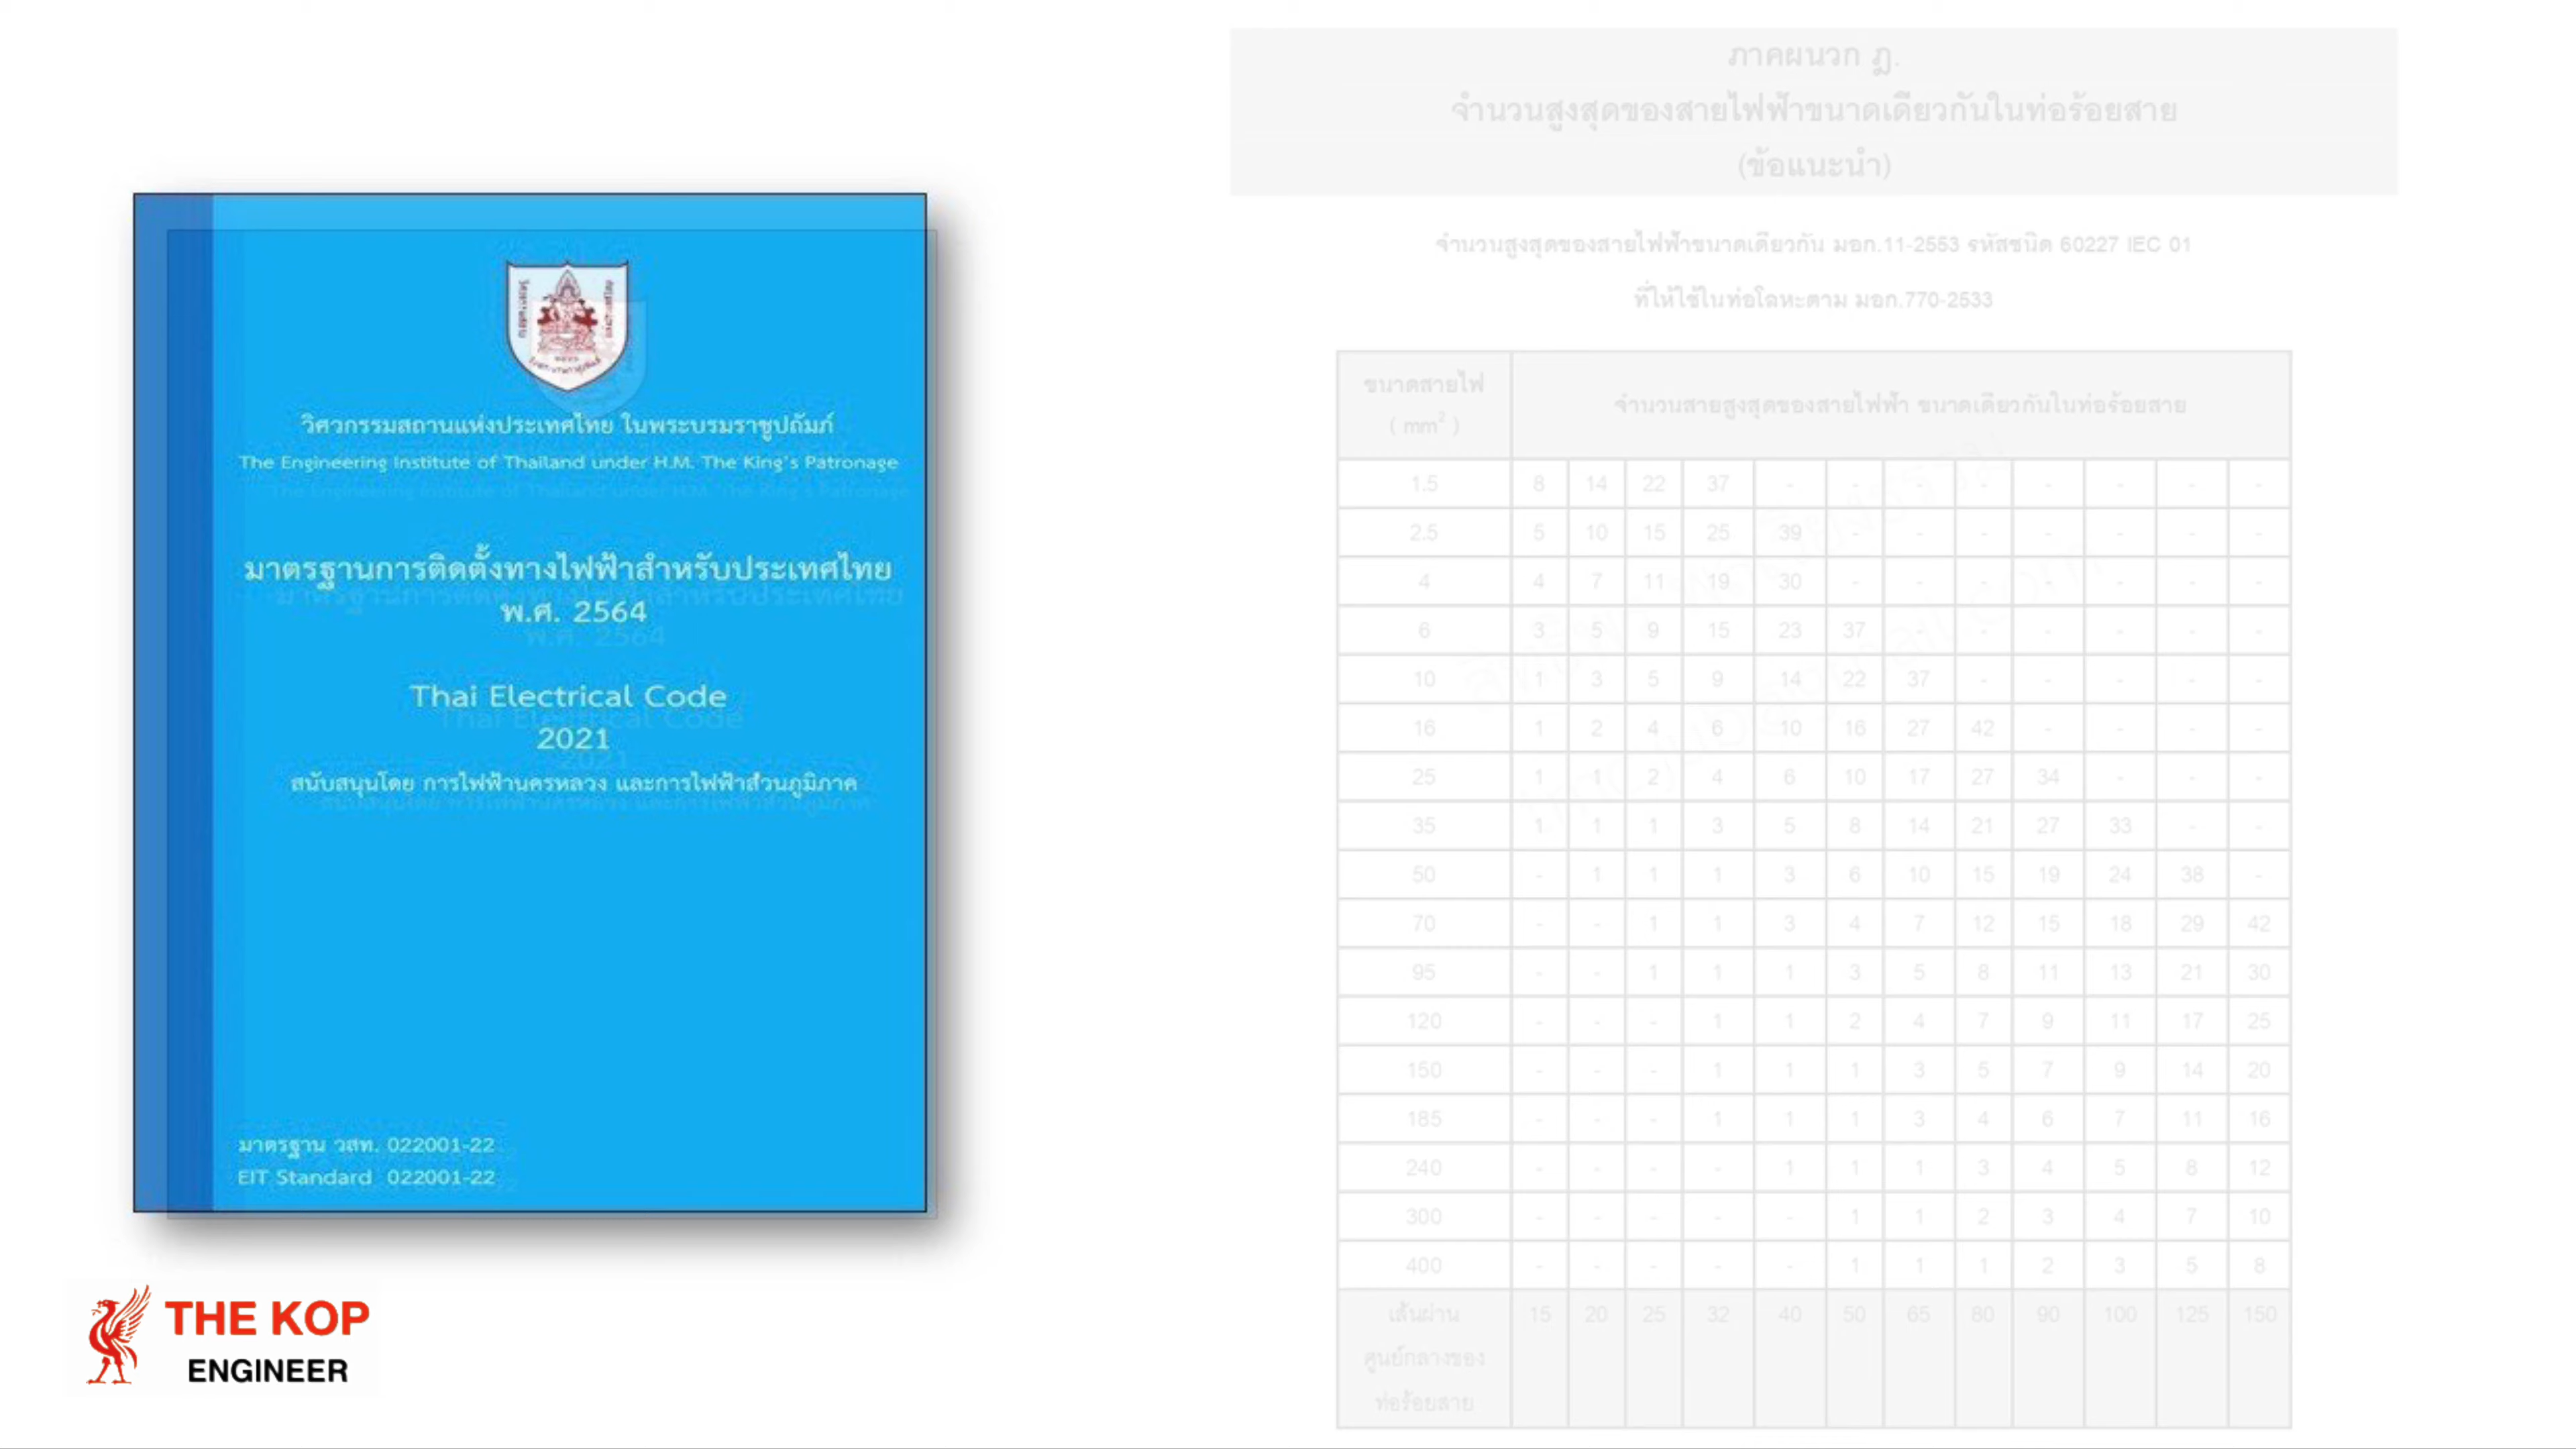 วิศวกรรมสถานแห่งประเทศไทย ในพระบรมราชูปถัมภ์
The Engineering Institute of Thailand under H.M. The King's Patronage
มาตรฐานการติดตั้งทางไฟฟ้าสำหรับประเทศไทย
พ.ศ. 2564
Thai Electrical Code
2021
สนับสนุนโดย การไฟฟ้านครหลวง และการไฟฟ้าส่วนภูมิภาค
มาตรฐาน วสท. 022001-22
EIT Standard 022001-22
THE KOP
ENGINEER
ภาคผนวก ฎ.
จำนวนสูงสุดของสายไฟฟ้าขนาดเดียวกันในท่อร้อยสาย
(ข้อแนะนำ)
จำนวนสูงสุดของสายไฟฟ้าขนาดเดียวกัน มอก.11-2553 รหัสชนิด 60227 IEC 01
ที่ให้ใช้ในท่อโลหะตาม มอก.770-2533
ขนาดสายไฟ
( mm² )
จำนวนสายสูงสุดของสายไฟฟ้า ขนาดเดียวกันในท่อร้อยสาย
1.5 8 14 22 37 - - - - - - - -
2.5 5 10 15 25 39 - - - - - - -
4 4 7 11 19 30 - - - - - - -
6 3 5 9 15 23 37 - - - - - -
10 1 3 5 9 14 22 37 - - - - -
16 1 2 4 6 10 16 27 42 - - - -
25 1 1 2 4 6 10 17 27 34 - - -
35 1 1 1 3 5 8 14 21 27 33 - -
50 - 1 1 1 3 6 10 15 19 24 38 -
70 - - 1 1 3 4 7 12 15 18 29 42
95 - - 1 1 1 3 5 8 11 13 21 30
120 - - - 1 1 2 4 7 9 11 17 25
150 - - - 1 1 1 3 5 7 9 14 20
185 - - - 1 1 1 3 4 6 7 11 16
240 - - - - 1 1 1 3 4 5 8 12
300 - - - - - 1 1 2 3 4 7 10
400 - - - - - 1 1 1 2 3 5 8
เส้นผ่าน 15 20 25 32 40 50 65 80 90 100 125 150
ศูนย์กลางของ
ท่อร้อยสาย